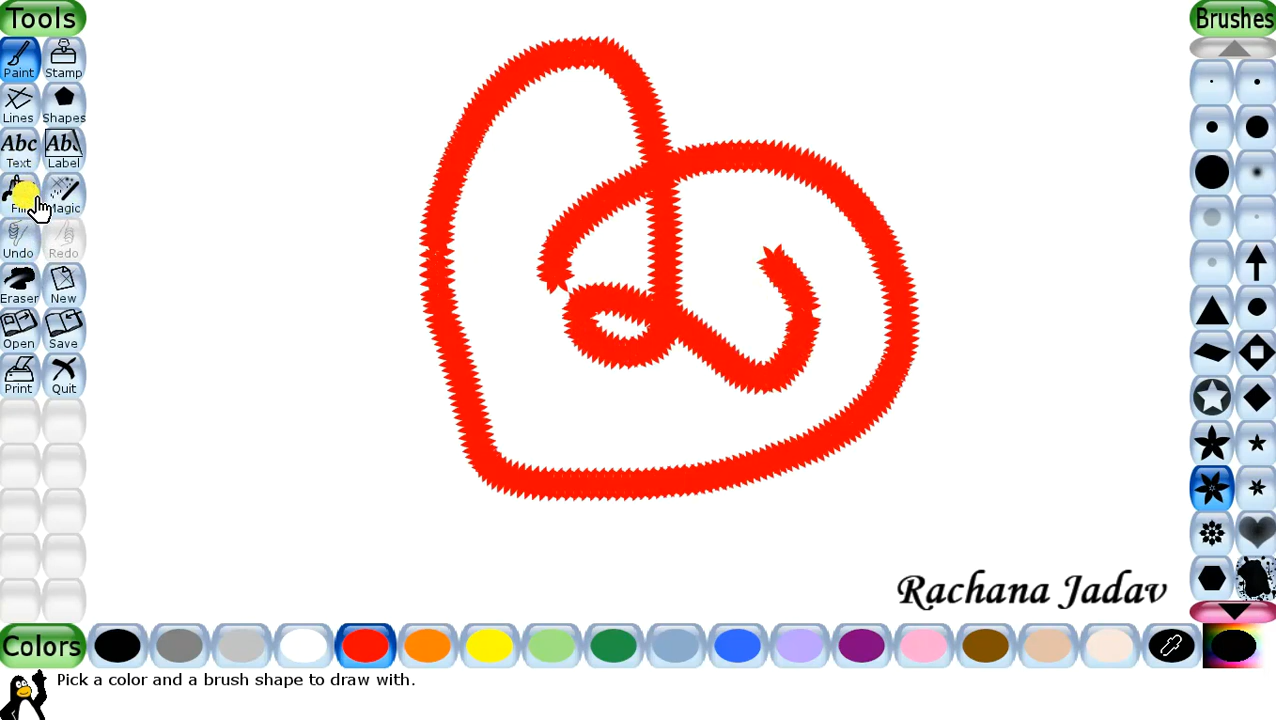 Tools
Brushes
Paint
Stamp
Lines
Shapes
Abc
Abc
Text
Label
Magic
Undo
Redo
Eraser
New
Open
Save
Print
Quit
Rachana Jadav
Colors
Pick a color and a brush shape to draw with.